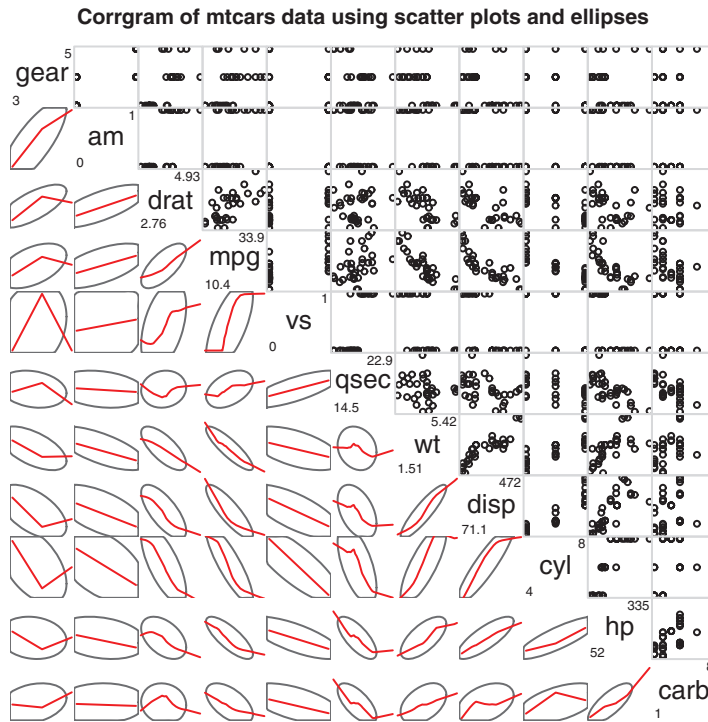 Corrgram of mtcars data using scatter plots and ellipses
5
gear
3
1
am
0
4.93
drat
2.76
33.9
mpg
10.4
1
vs
0
22.9
qsec
14.5
5.42
wt
1.51
472
disp
71.1
8
cyl
4
335
hp
52
8
carb
1